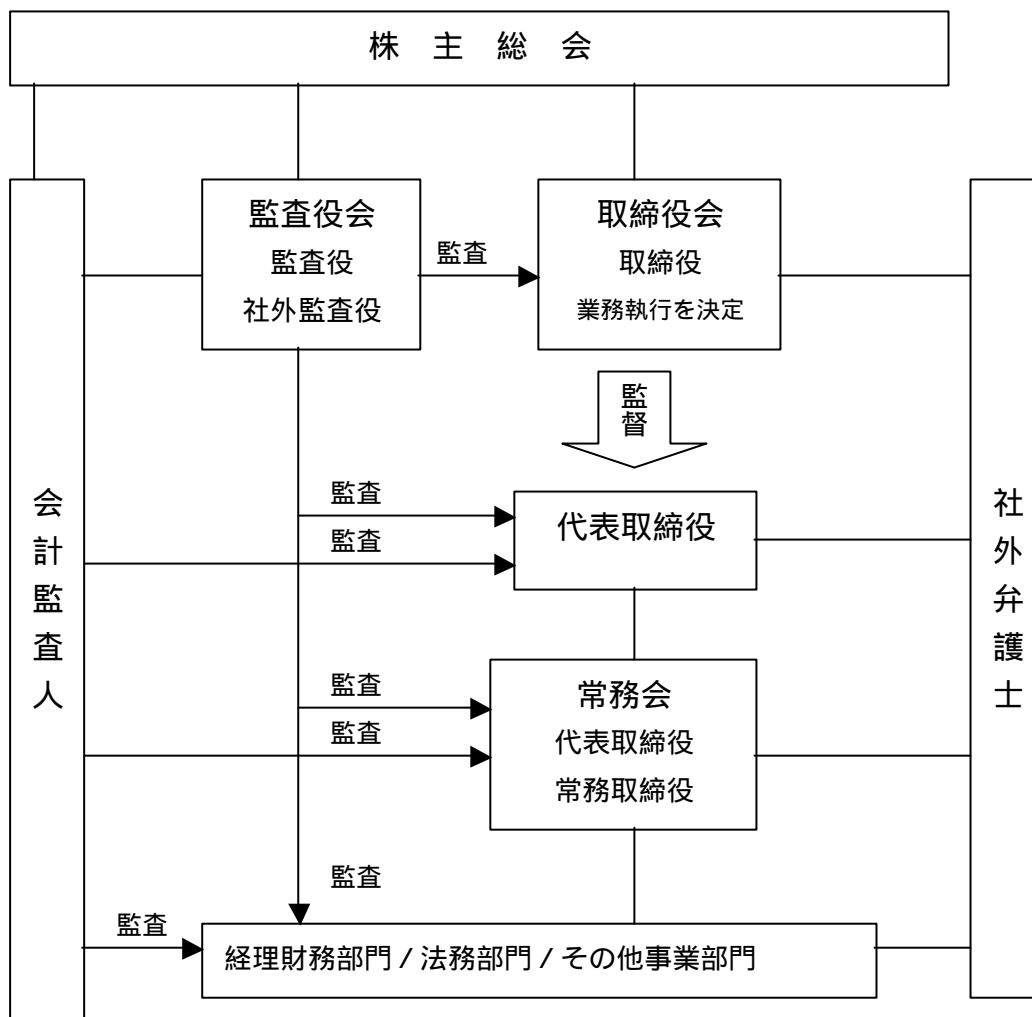 株 主 総 会
監査役会
監査役
社外監査役
監査
取締役会
取締役
業務執行を決定
監督
会計監査人
社外弁護士
監査
監査
代表取締役
監査
監査
常務会
代表取締役
常務取締役
監査
監査
経理財務部門 / 法務部門 / その他事業部門